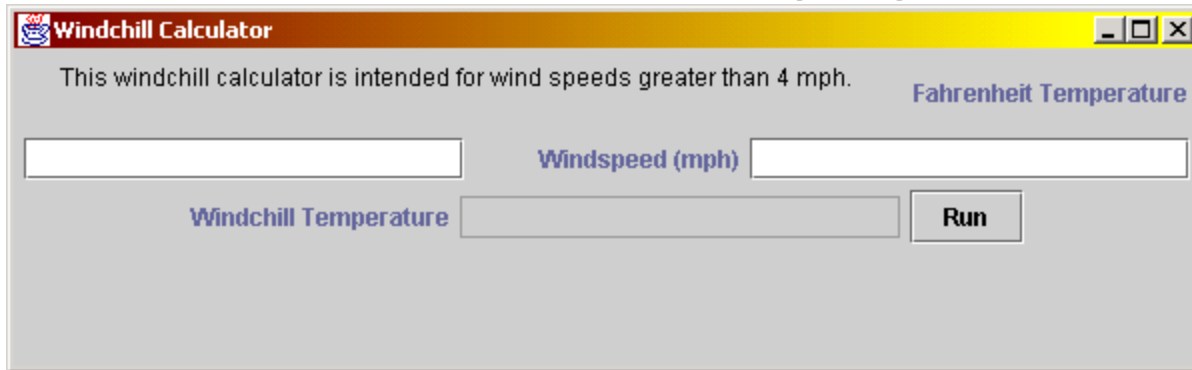 Windchill Calculator
This windchill calculator is intended for wind speeds greater than 4 mph.
Fahrenheit Temperature
Windspeed (mph)
Windchill Temperature
Run